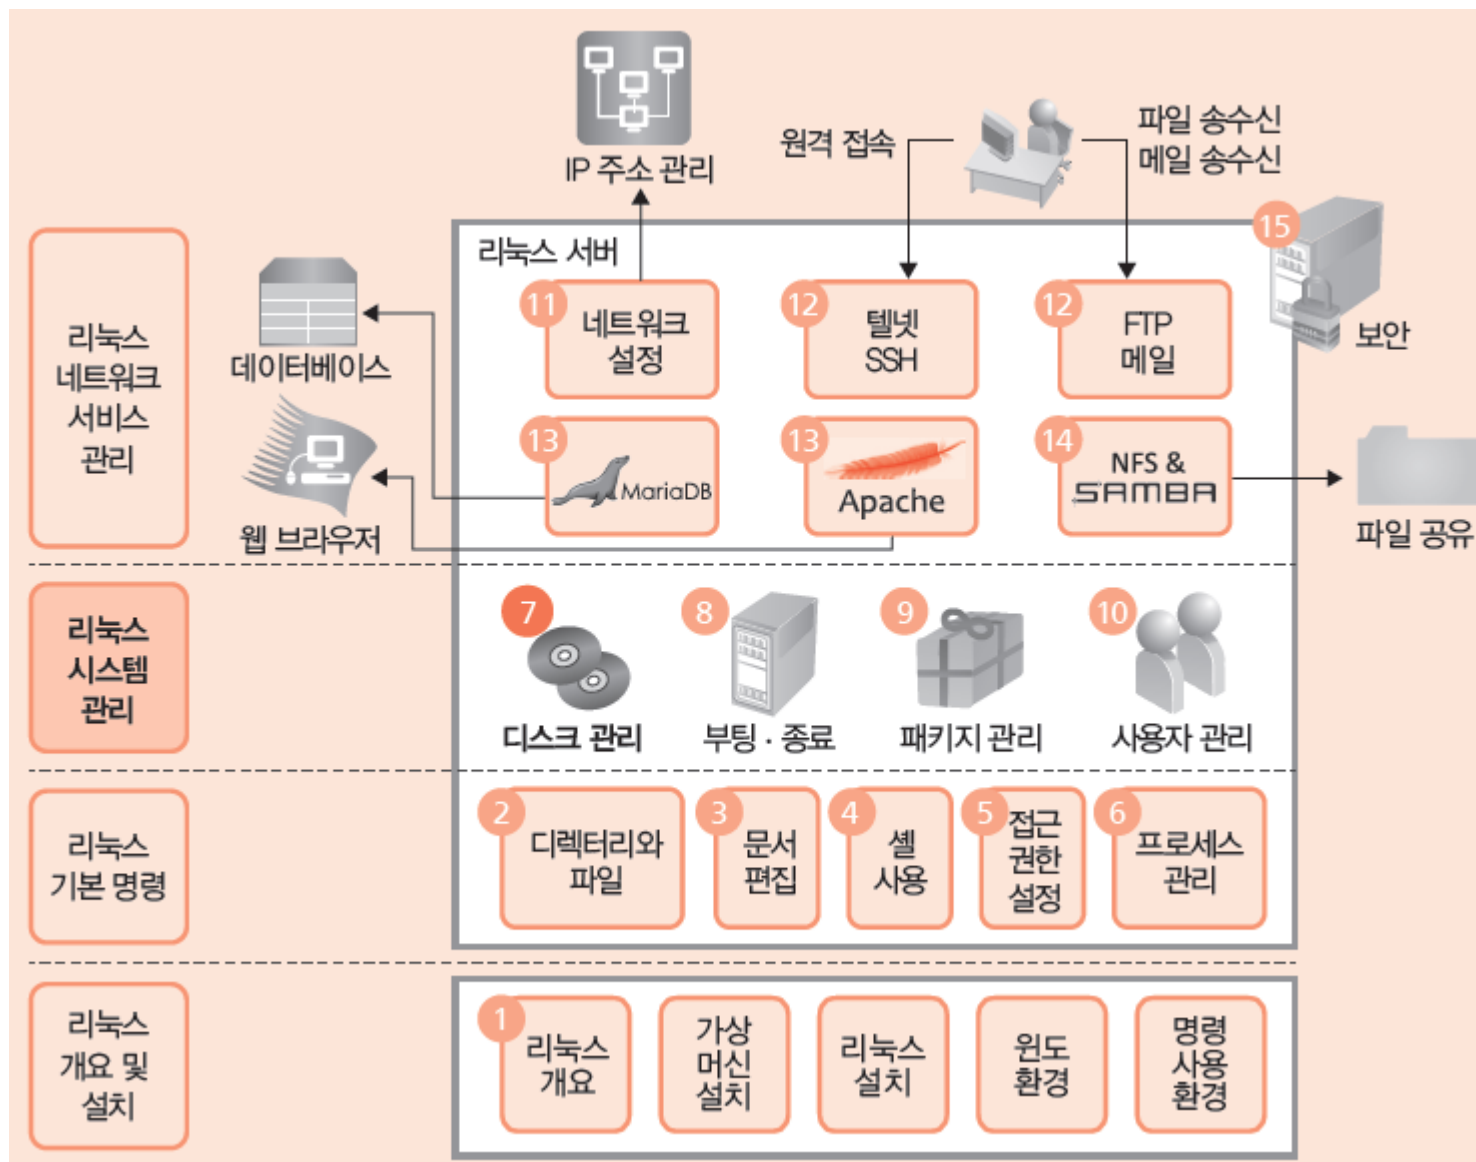 IP 주소 관리
원격 접속
파일 송수신
메일 송수신
15
보안
리눅스
네트워크
서비스
관리
데이터베이스
웹 브라우저
리눅스 서버
11
네트워크
설정
12
텔넷
SSH
12
FTP
메일
13
MariaDB
13
Apache
14
NFS &
SAMBA
파일 공유
리눅스
시스템
관리
7
디스크 관리
8
부팅 · 종료
9
패키지 관리
10
사용자 관리
리눅스
기본 명령
2
디렉터리와
파일
3
문서
편집
4
셸
사용
5
접근
권한
설정
6
프로세스
관리
리눅스
개요 및
설치
1
리눅스
개요
가상
머신
설치
리눅스
설치
윈도
환경
명령
사용
환경